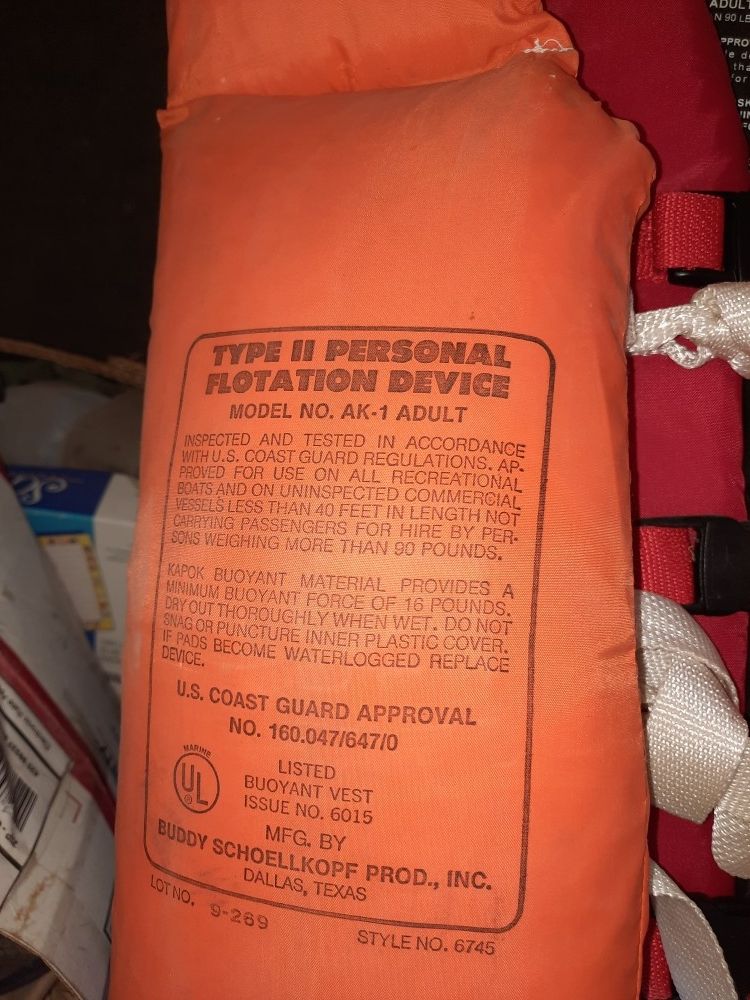 TYPE II PERSONAL
FLOTATION DEVICE
MODEL NO. AK-1 ADULT
INSPECTED AND TESTED IN ACCORDANCE
WITH U.S. COAST GUARD REGULATIONS. AP-
PROVED FOR USE ON ALL RECREATIONAL
BOATS AND ON UNINSPECTED COMMERCIAL
VESSELS LESS THAN 40 FEET IN LENGTH NOT
CARRYING PASSENGERS FOR HIRE BY PER-
SONS WEIGHING MORE THAN 90 POUNDS.
KAPOK BUOYANT MATERIAL PROVIDES A
MINIMUM BUOYANT FORCE OF 16 POUNDS.
DRY OUT THOROUGHLY WHEN WET. DO NOT
SNAG OR PUNCTURE INNER PLASTIC COVER.
IF PADS BECOME WATERLOGGED REPLACE
DEVICE.
U.S. COAST GUARD APPROVAL
NO. 160.047/647/0
MARINE
UL
®
LISTED
BUOYANT VEST
ISSUE NO. 6015
MFG. BY
BUDDY SCHOELLKOPF PROD., INC.
DALLAS, TEXAS
LOT NO. 9-269
STYLE NO. 6745
ADULT